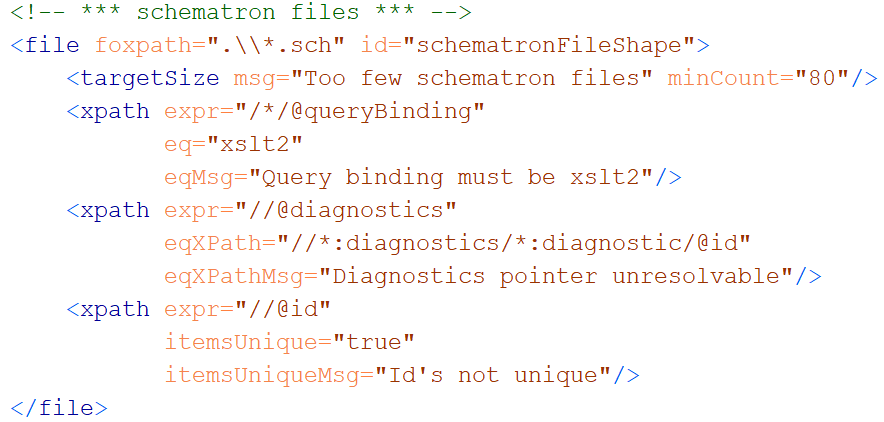 <!-- *** schematron files *** -->
<file foxpath=".\\*.sch" id="schematronFileShape">
    <targetSize msg="Too few schematron files" minCount="80"/>
    <xpath expr="/*/@queryBinding"
           eq="xslt2"
           eqMsg="Query binding must be xslt2"/>
    <xpath expr="//@diagnostics"
           eqXPath="//*:diagnostics/*:diagnostic/@id"
           eqXPathMsg="Diagnostics pointer unresolvable"/>
    <xpath expr="//@id"
           itemsUnique="true"
           itemsUniqueMsg="Id's not unique"/>
</file>